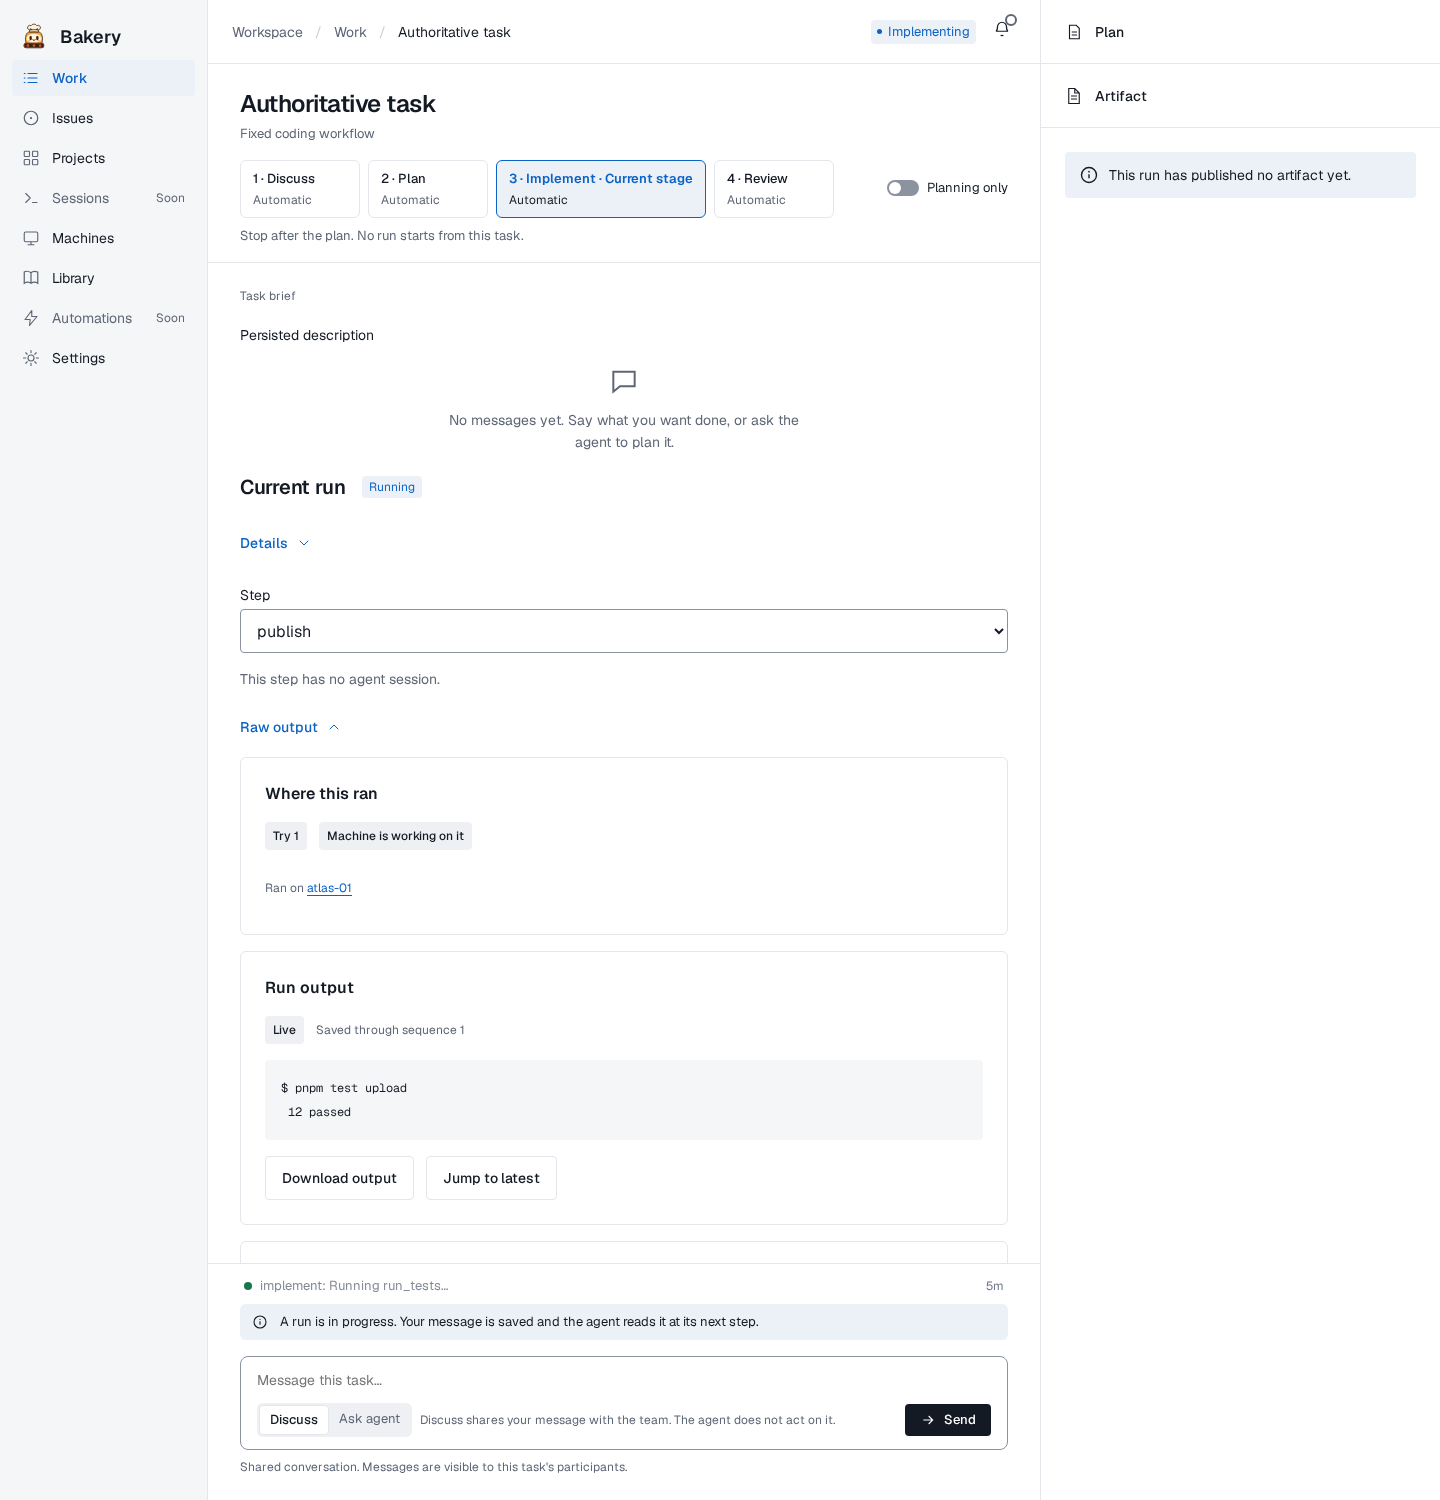 Bakery
Work
Issues
Projects
Sessions Soon
Machines
Library
Automations Soon
Settings
Workspace / Work / Authoritative task
Implementing
Authoritative task
Fixed coding workflow
1 · Discuss
Automatic
2 · Plan
Automatic
3 · Implement · Current stage
Automatic
4 · Review
Automatic
Planning only
Stop after the plan. No run starts from this task.
Task brief
Persisted description
No messages yet. Say what you want done, or ask the
agent to plan it.
Current run Running
Details
Step
publish
This step has no agent session.
Raw output
Where this ran
Try 1 Machine is working on it
Ran on atlas-01
Run output
Live Saved through sequence 1
$ pnpm test upload
12 passed
Download output Jump to latest
implement: Running run_tests… 5m
A run is in progress. Your message is saved and the agent reads it at its next step.
Message this task…
Discuss Ask agent Discuss shares your message with the team. The agent does not act on it. Send
Shared conversation. Messages are visible to this task's participants.
Plan
Artifact
This run has published no artifact yet.